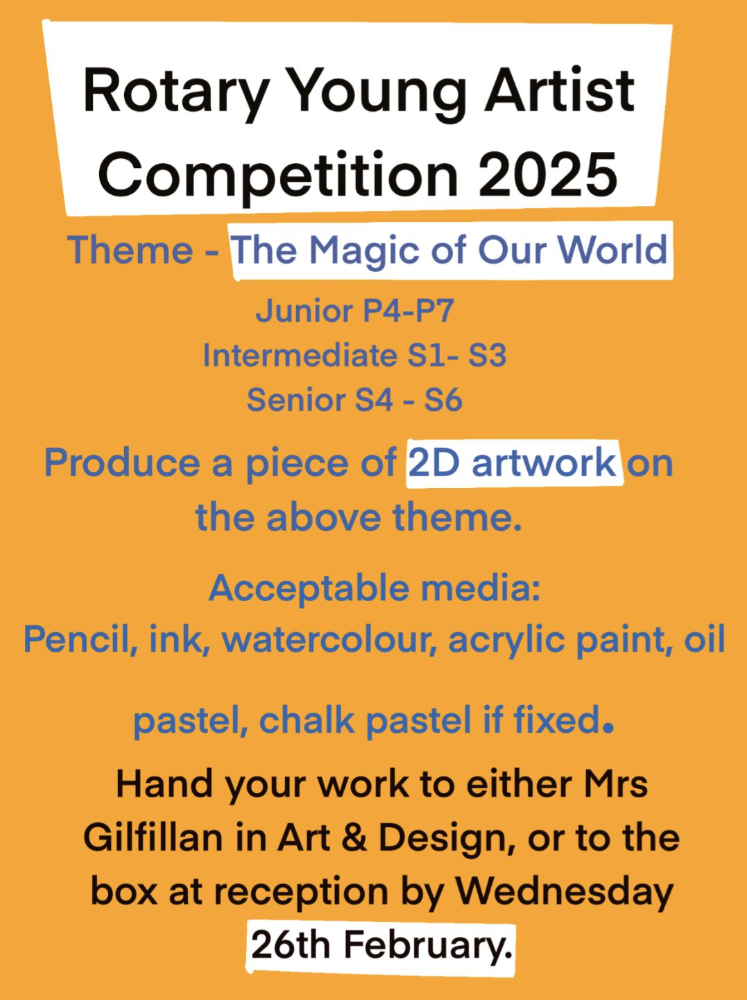 Rotary Young Artist
Competition 2025
Theme - The Magic of Our World
Junior P4-P7
Intermediate S1- S3
Senior S4 - S6
Produce a piece of 2D artwork on
the above theme.
Acceptable media:
Pencil, ink, watercolour, acrylic paint, oil
pastel, chalk pastel if fixed.
Hand your work to either Mrs
Gilfillan in Art & Design, or to the
box at reception by Wednesday
26th February.